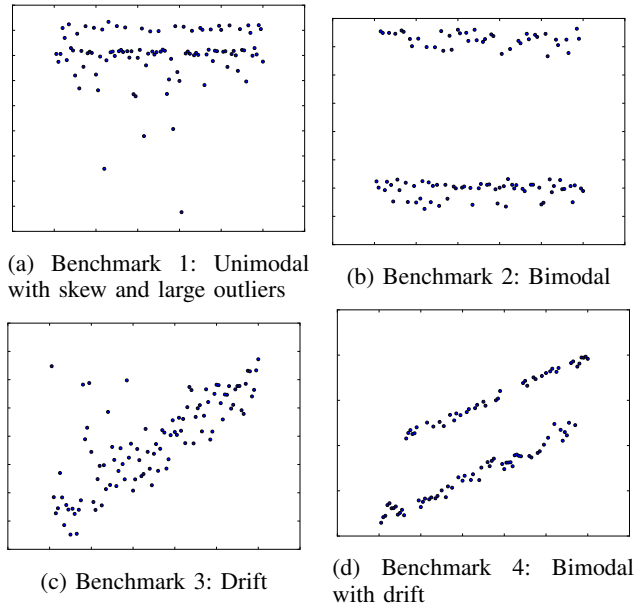 (a) Benchmark 1: Unimodal
with skew and large outliers
(b) Benchmark 2: Bimodal
(c) Benchmark 3: Drift
(d) Benchmark 4: Bimodal
with drift